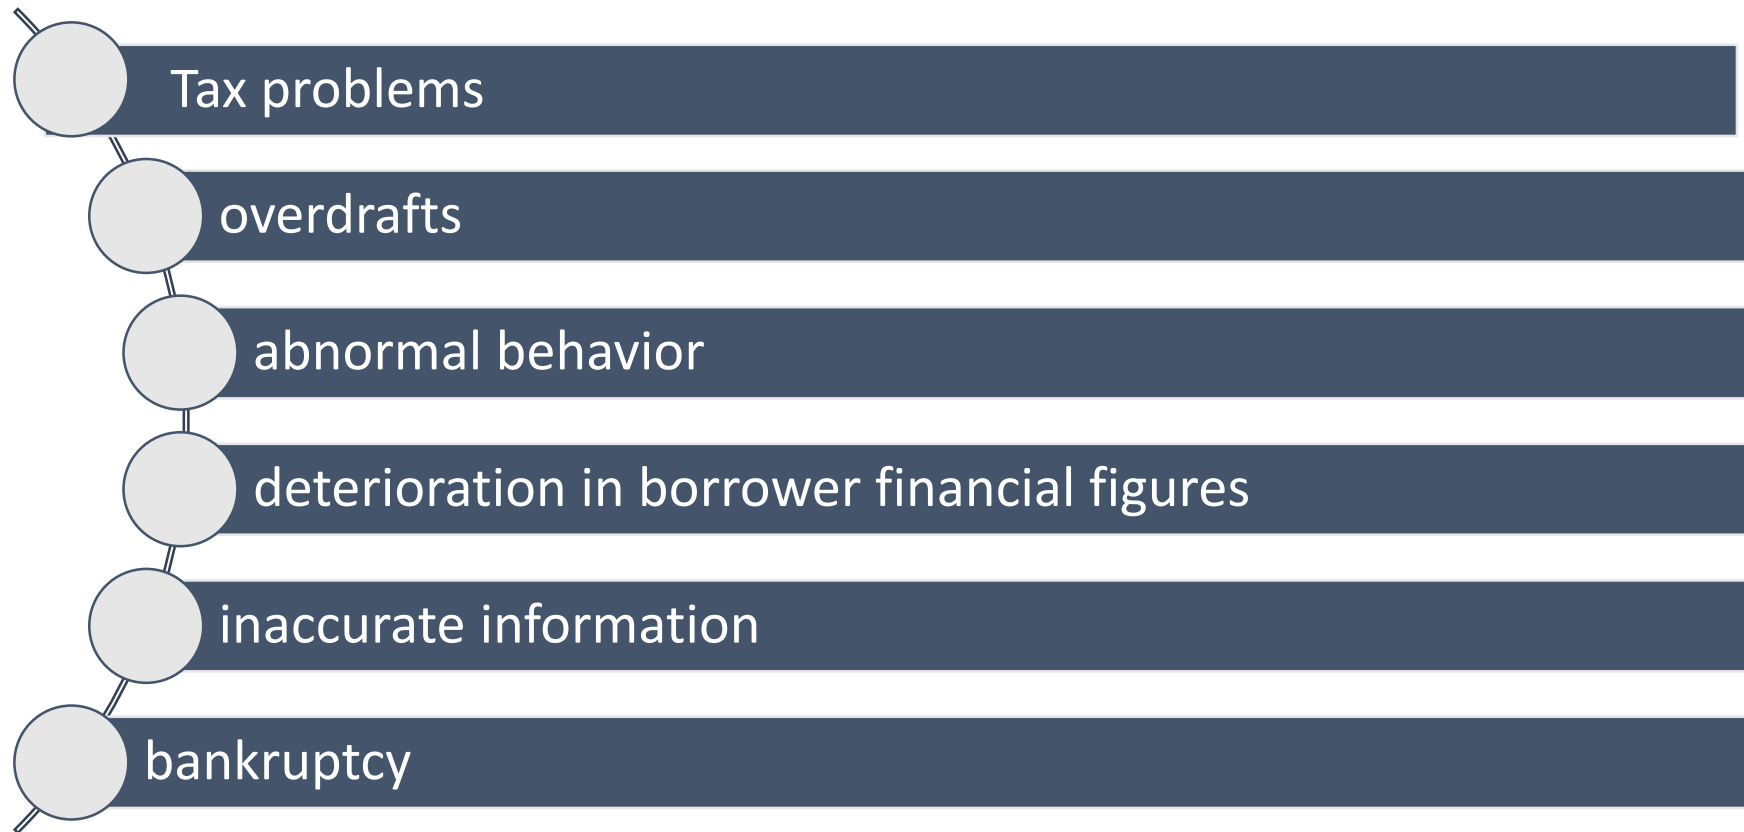 Tax problems
overdrafts
abnormal behavior
deterioration in borrower financial figures
inaccurate information
bankruptcy